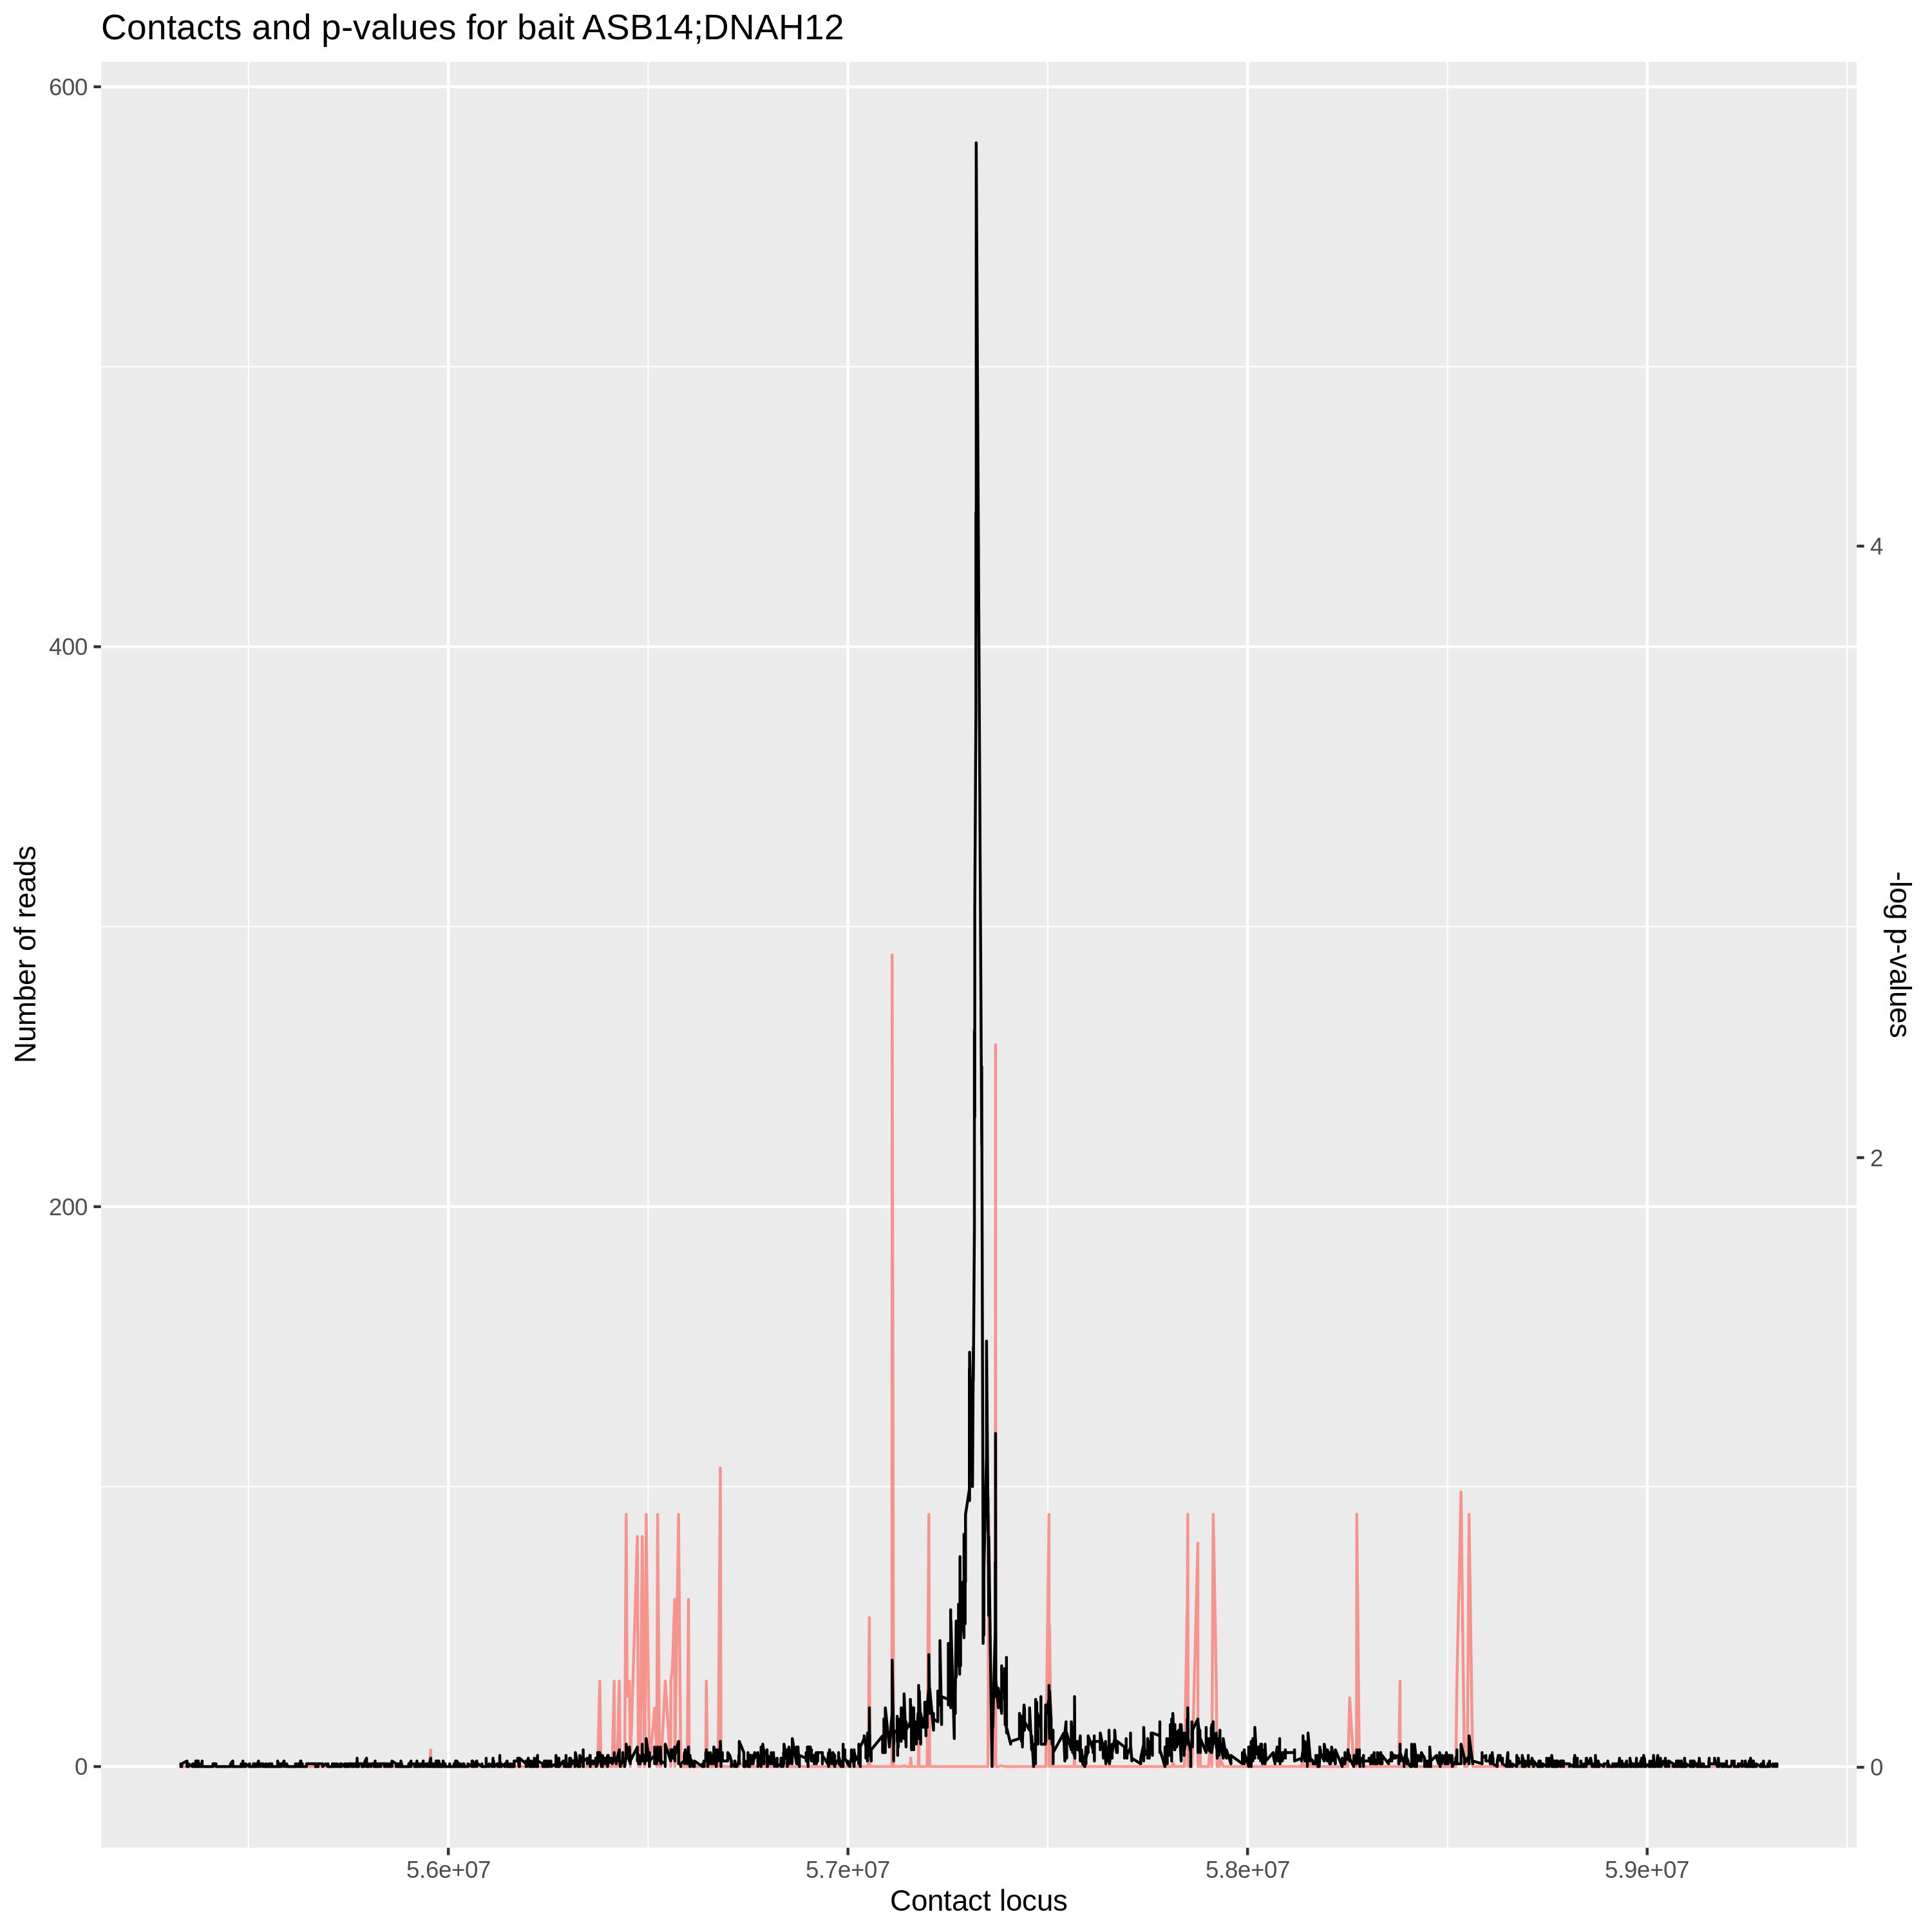 Contacts and p-values for bait ASB14;DNAH12
600
400
200
0
Number of reads
4
2
0
-log p-values
5.6e+07
5.7e+07
5.8e+07
5.9e+07
Contact locus